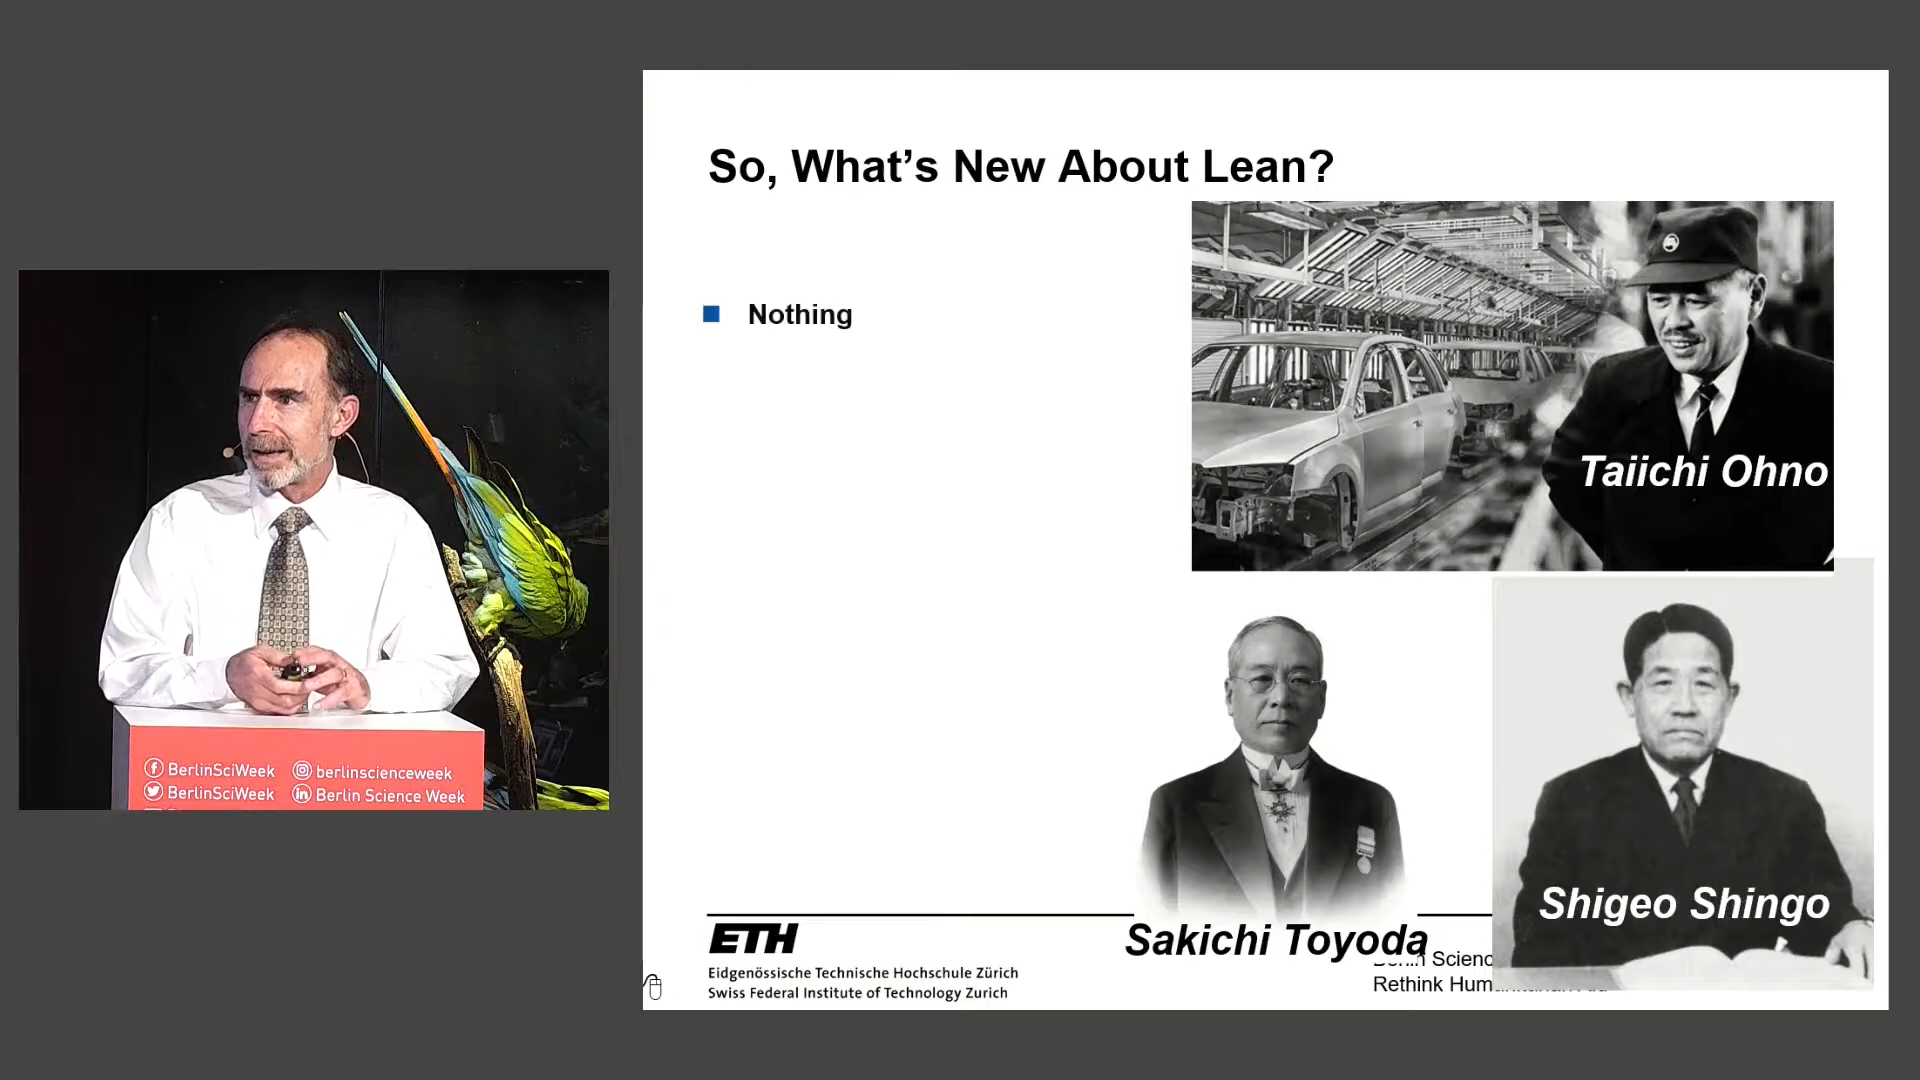 So, What's New About Lean?
Nothing
Taiichi Ohno
Shigeo Shingo
Sakichi Toyoda
ETH
Eidgenössische Technische Hochschule Zürich
Swiss Federal Institute of Technology Zurich
Rethink
BerlinSciWeek
berlinscienceweek
BerlinSciWeek
Berlin Science Week